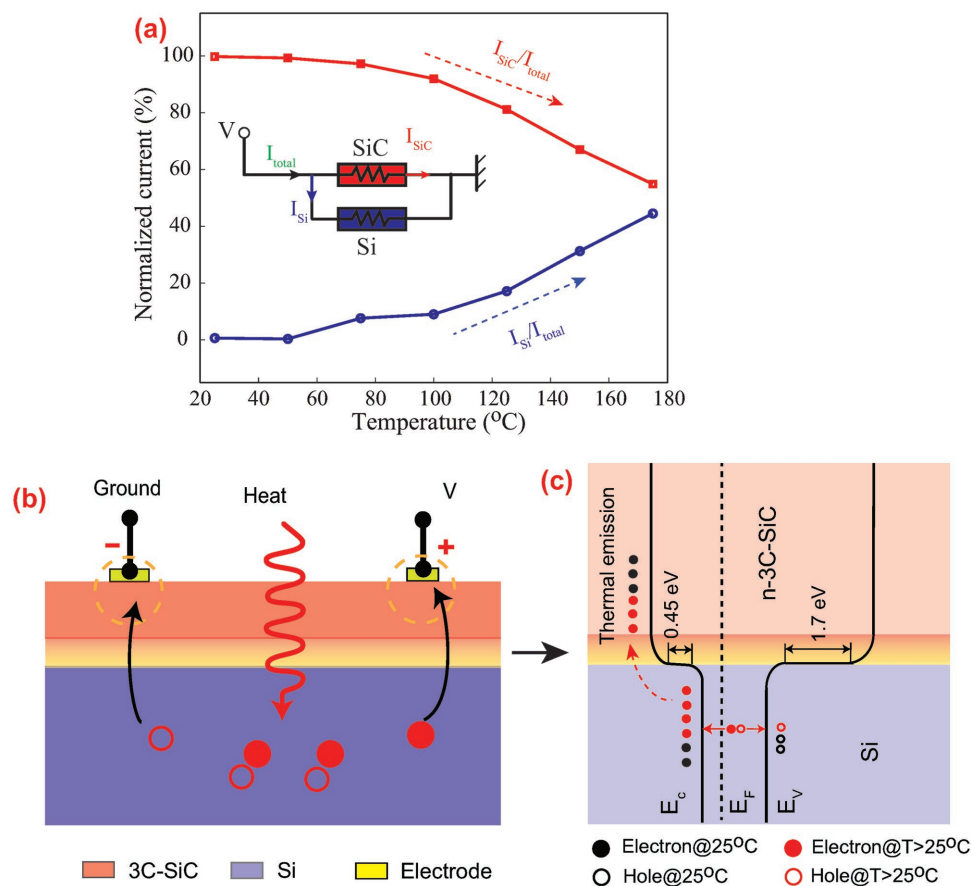 (a)
I_SiC/I_total
100
80
60
40
20
0
Normalized current (%)
V
I_total
SiC
I_SiC
I_Si
Si
I_Si/I_total
20 40 60 80 100 120 140 160 180
Temperature (°C)
(b)
Ground
Heat
V
-
+
3C-SiC
Si
Electrode
(c)
Thermal emission
0.45 eV
n-3C-SiC
1.7 eV
E_c
E_F
E_V
Si
Electron@25°C
Electron@T>25°C
Hole@25°C
Hole@T>25°C